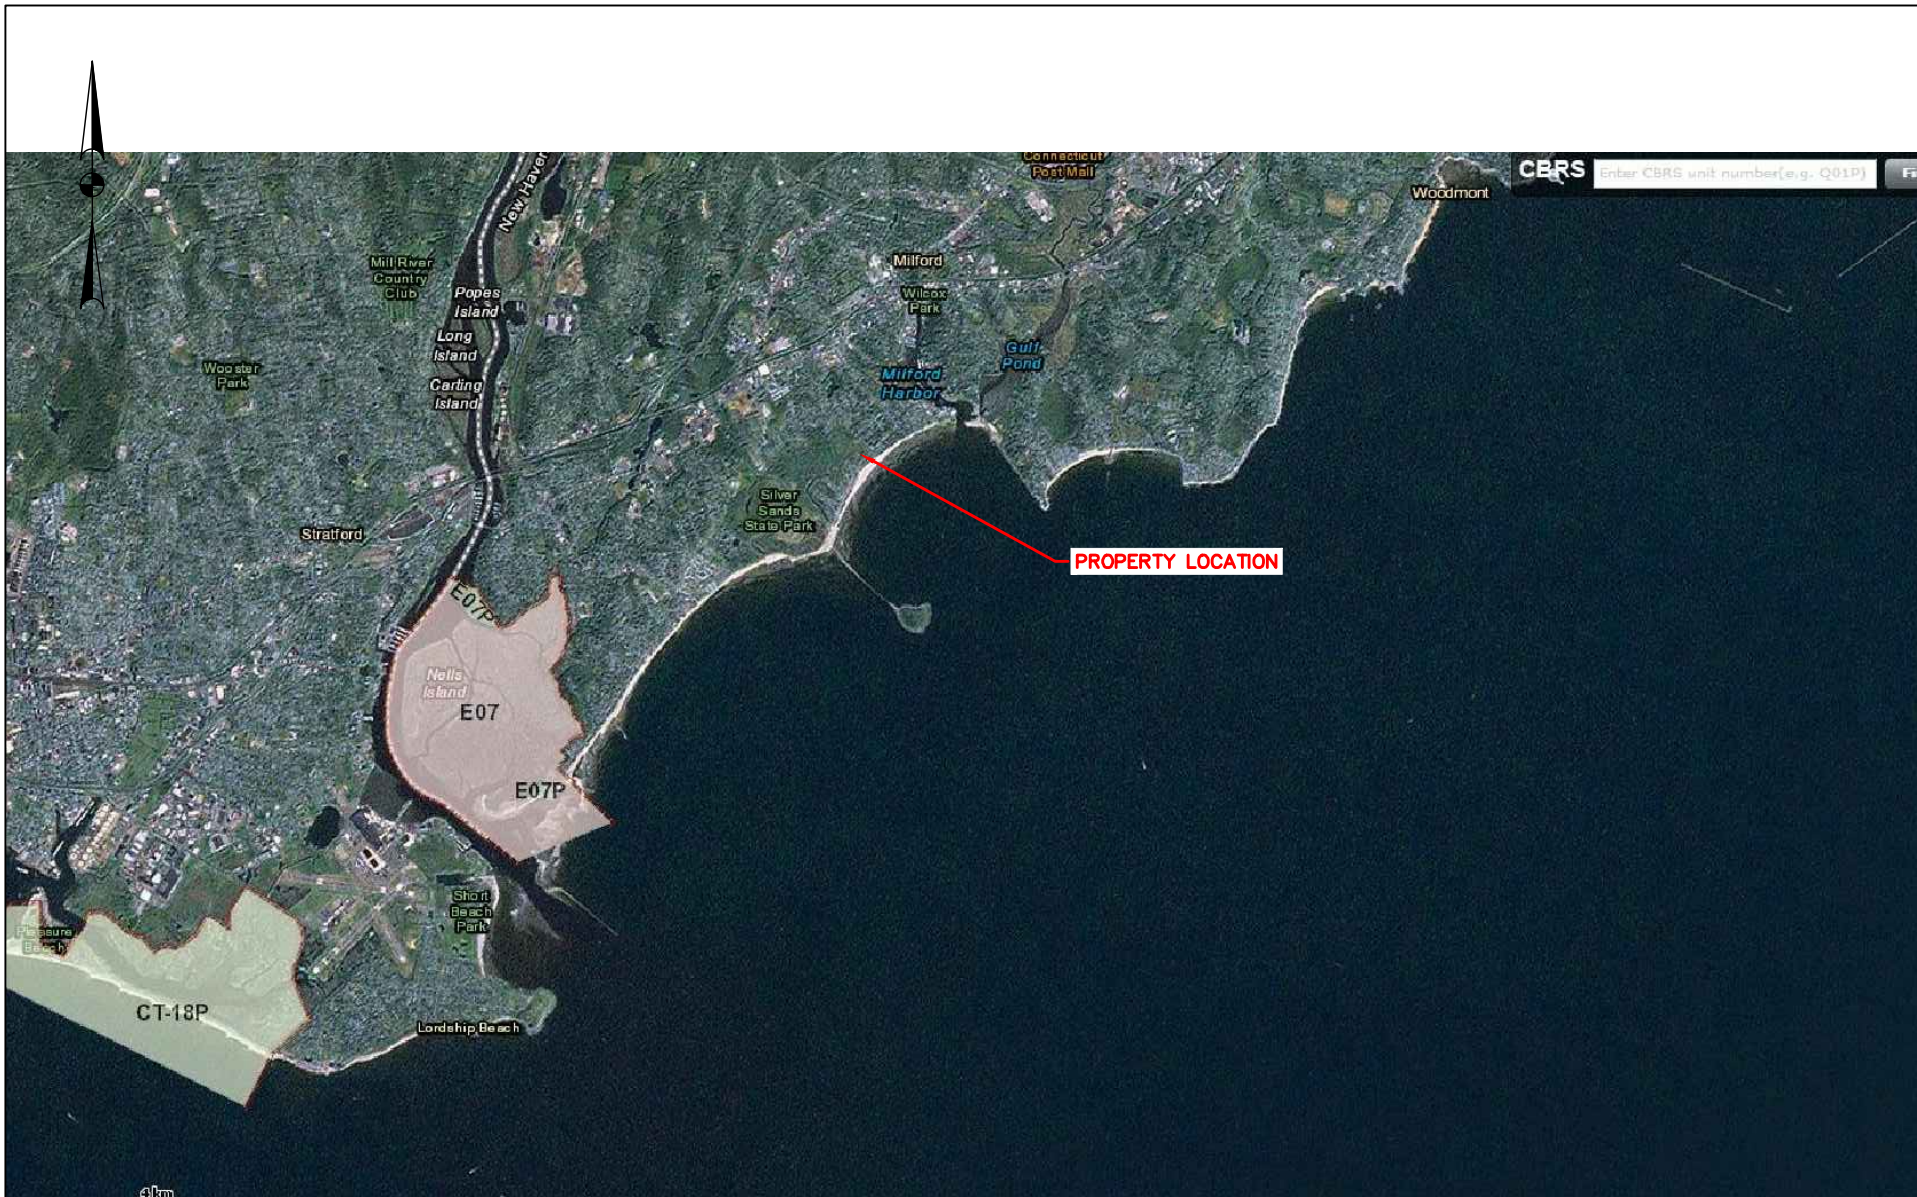 Connecticut
Post Mall
CBRS
Enter CBRS unit number(e.g. Q01P)
Woodmont
New Haven
Mill River
Country
Club
Milford
Popes
Island
Wilcox
Park
Long
Island
Gulf
Pond
Wooster
Park
Carting
Island
Milford
Harbor
Silver
Sands
State Park
Stratford
PROPERTY LOCATION
E07P
Nells
Island
E07
E07P
Short
Beach
Park
Pleasure
Beach
CT-18P
Lordship Beach
4 km